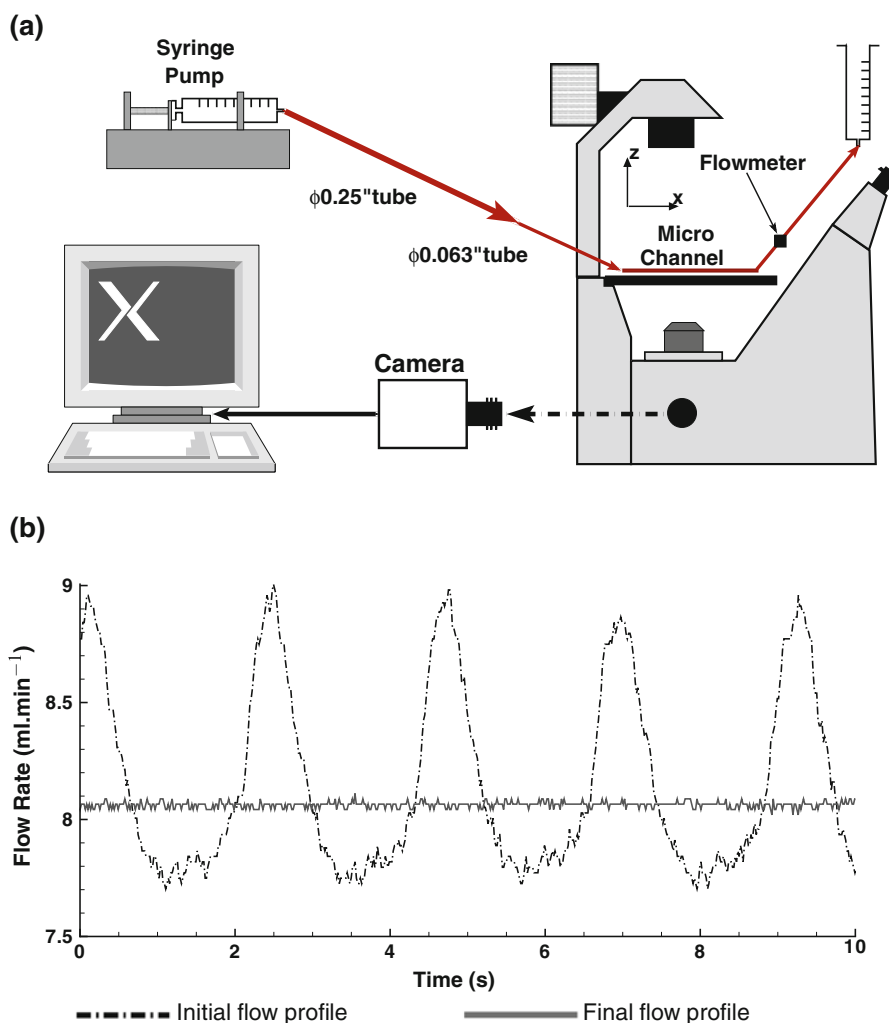 (a)
Syringe
Pump
ϕ0.25"tube
ϕ0.063"tube
z
x
Flowmeter
Micro
Channel
Camera
X
(b)
9
8.5
8
7.5
Flow Rate (ml.min⁻¹)
0
2
4
6
8
10
Time (s)
Initial flow profile
Final flow profile